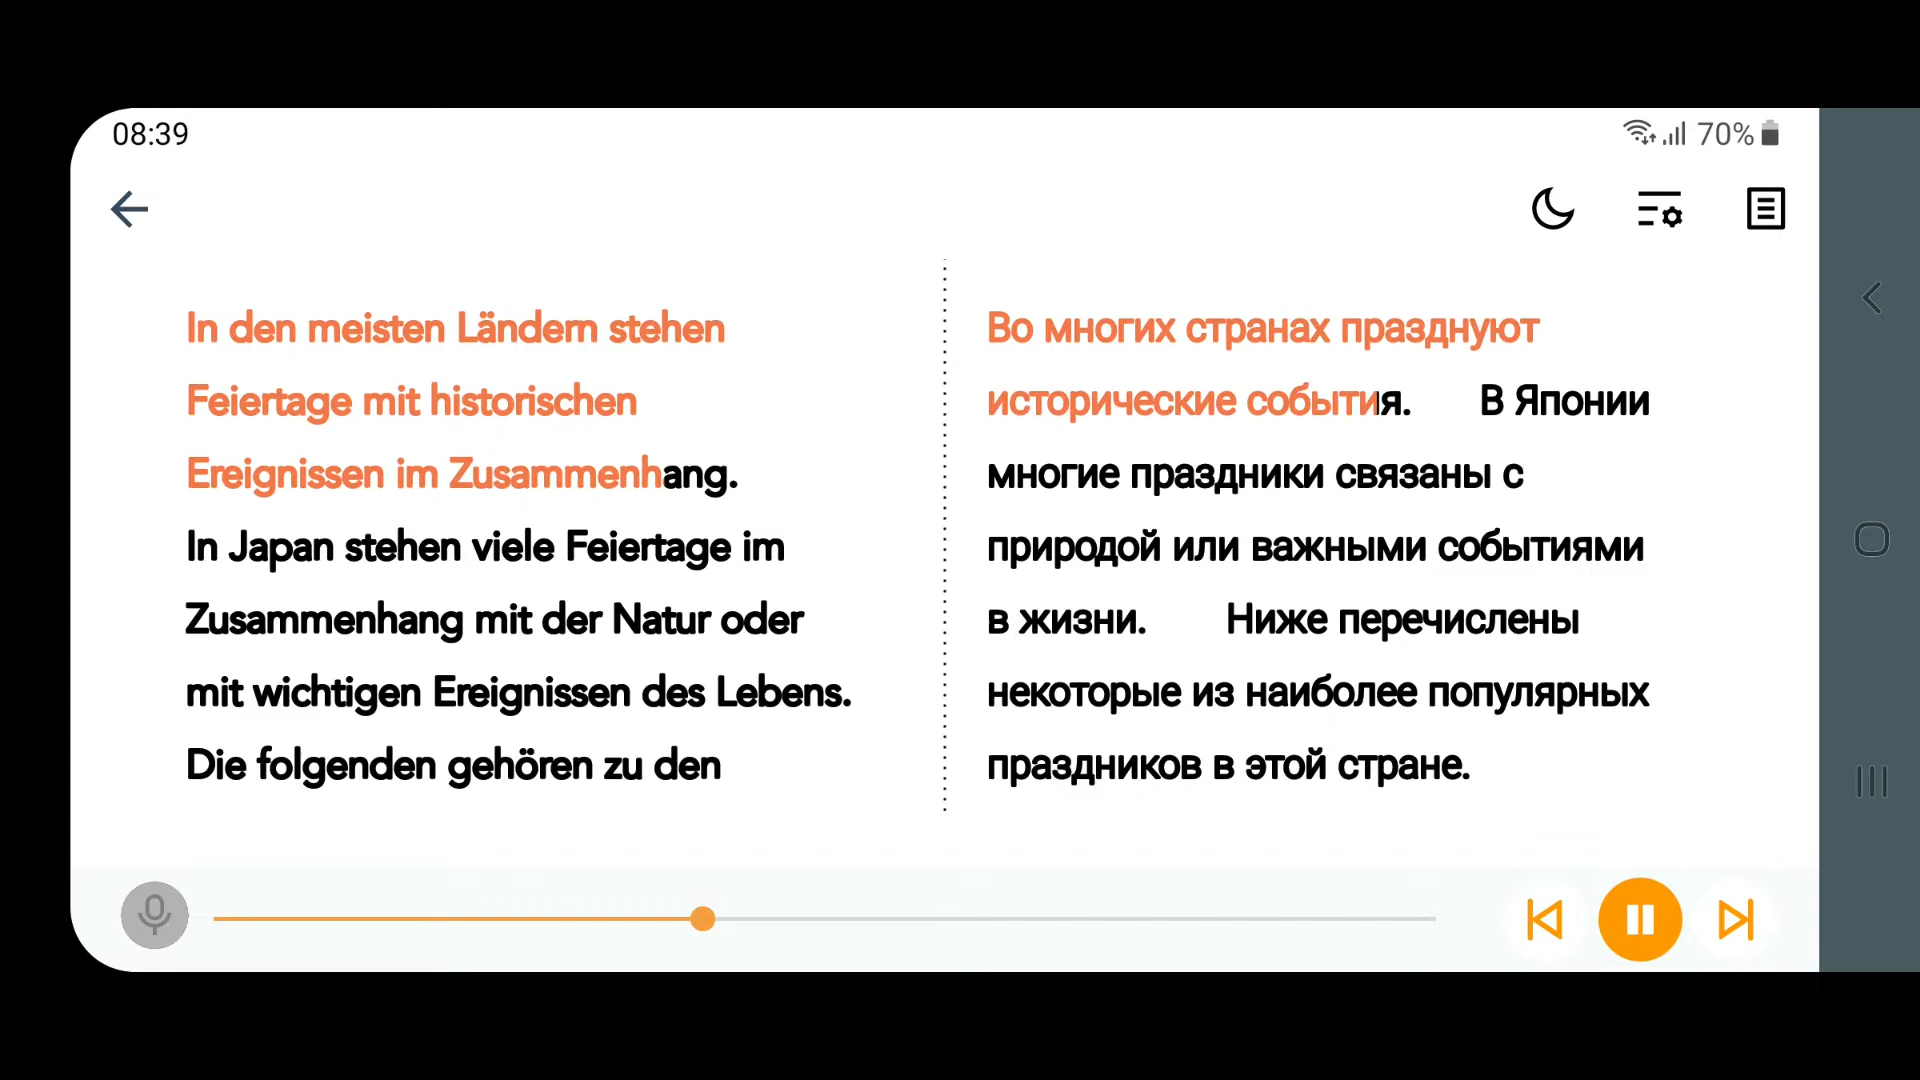 08:39
70%
In den meisten Ländern stehen
Feiertage mit historischen
Ereignissen im Zusammenhang.
In Japan stehen viele Feiertage im
Zusammenhang mit der Natur oder
mit wichtigen Ereignissen des Lebens.
Die folgenden gehören zu den
Во многих странах празднуют
исторические события. В Японии
многие праздники связаны с
природой или важными событиями
в жизни. Ниже перечислены
некоторые из наиболее популярных
праздников в этой стране.